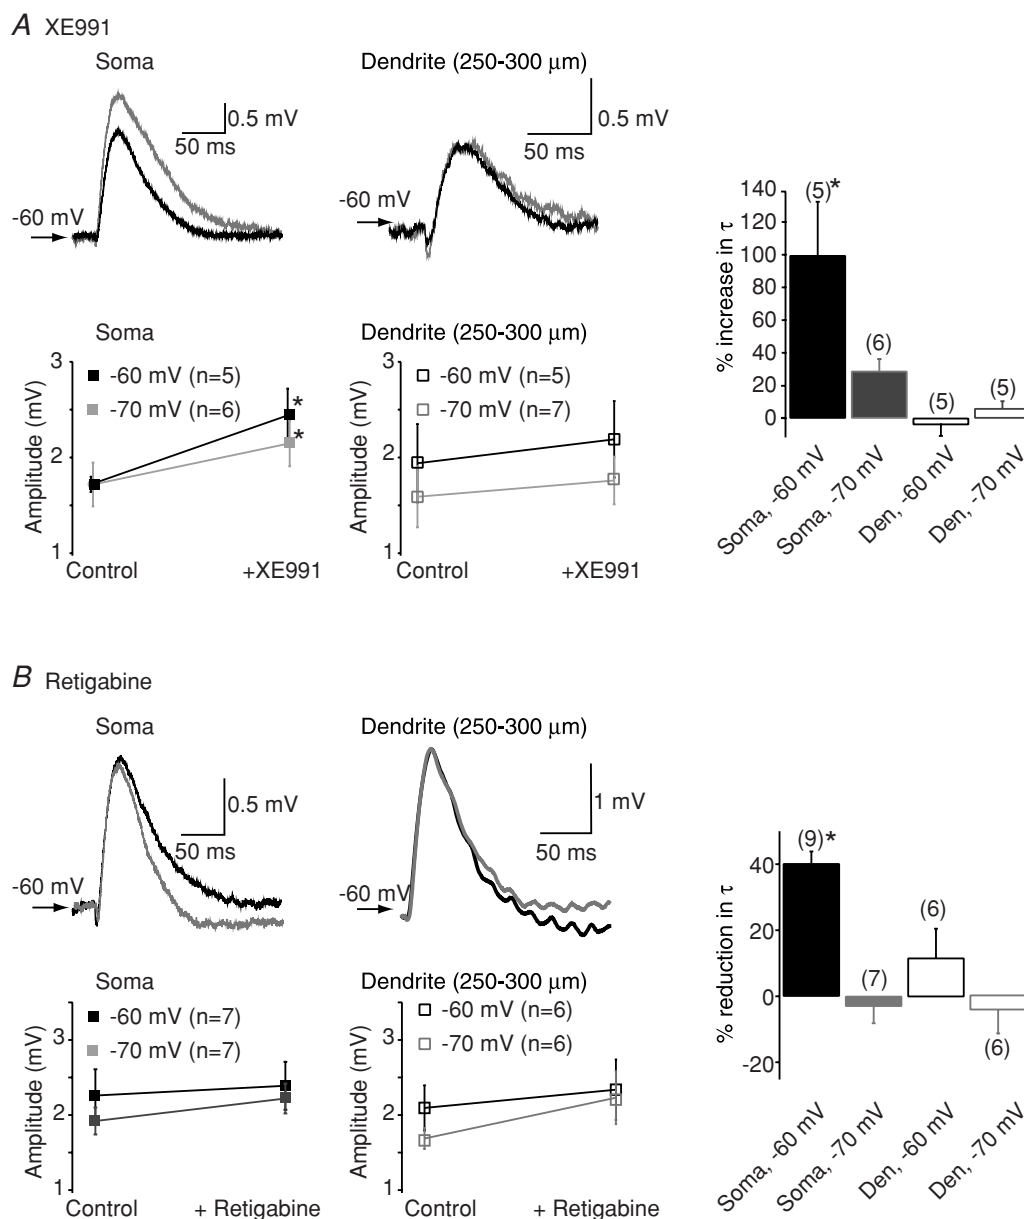 A XE991
Soma
0.5 mV
50 ms
-60 mV
Dendrite (250-300 µm)
0.5 mV
50 ms
-60 mV
Soma
3
2
1
Amplitude (mV)
-60 mV (n=5)
-70 mV (n=6)
*
*
Control
+XE991
Dendrite (250-300 µm)
3
2
1
Amplitude (mV)
-60 mV (n=5)
-70 mV (n=7)
Control
+XE991
% increase in τ
140
120
100
80
60
40
20
0
(5)*
(6)
(5)
(5)
Soma, -60 mV
Soma, -70 mV
Den, -60 mV
Den, -70 mV
B Retigabine
Soma
0.5 mV
50 ms
-60 mV
Dendrite (250-300 µm)
1 mV
50 ms
-60 mV
Soma
3
2
1
Amplitude (mV)
-60 mV (n=7)
-70 mV (n=7)
Control
+ Retigabine
Dendrite (250-300 µm)
3
2
1
Amplitude (mV)
-60 mV (n=6)
-70 mV (n=6)
Control
+ Retigabine
% reduction in τ
40
20
0
-20
(9)*
(7)
(6)
(6)
Soma, -60 mV
Soma, -70 mV
Den, -60 mV
Den, -70 mV